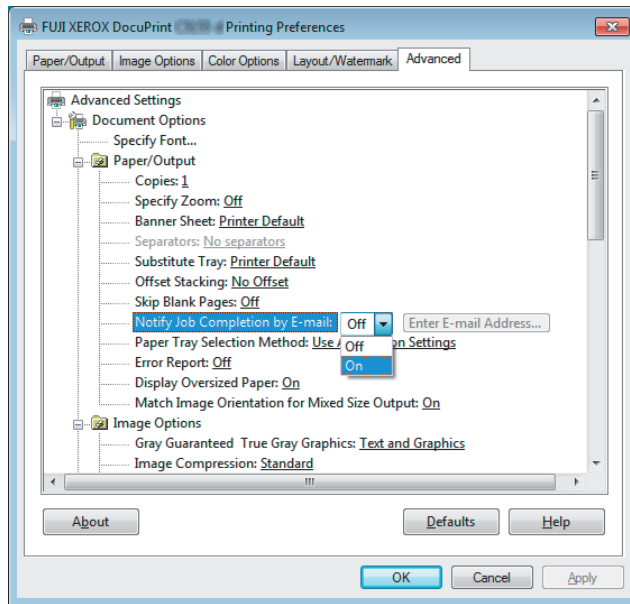 FUJI XEROX DocuPrint Printing Preferences
Paper/Output Image Options Color Options Layout/Watermark Advanced
Advanced Settings
Document Options
Specify Font...
Paper/Output
Copies: 1
Specify Zoom: Off
Banner Sheet: Printer Default
Separators: No separators
Substitute Tray: Printer Default
Offset Stacking: No Offset
Skip Blank Pages: Off
Notify Job Completion by E-mail: Off Enter E-mail Address...
Off
On
Paper Tray Selection Method: Use on Settings
Error Report: Off
Display Oversized Paper: On
Match Image Orientation for Mixed Size Output: On
Image Options
Gray Guaranteed True Gray Graphics: Text and Graphics
Image Compression: Standard
About Defaults Help
OK Cancel Apply